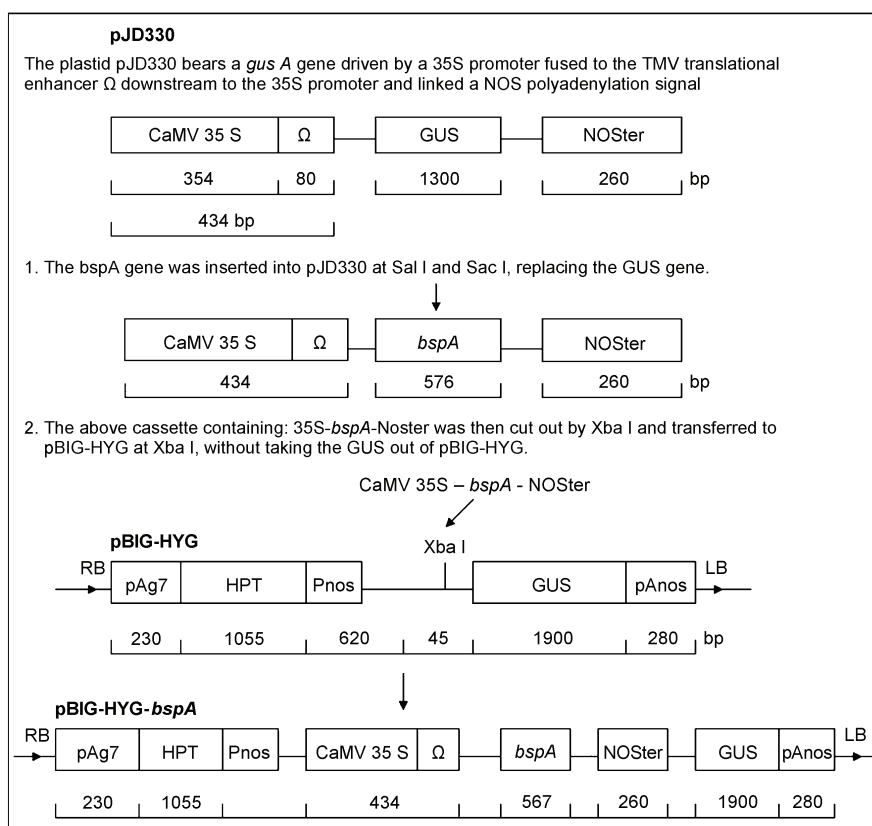 pJD330
The plastid pJD330 bears a gus A gene driven by a 35S promoter fused to the TMV translational
enhancer Ω downstream to the 35S promoter and linked a NOS polyadenylation signal
CaMV 35 S Ω GUS NOSter
354 80 1300 260 bp
434 bp
1. The bspA gene was inserted into pJD330 at Sal I and Sac I, replacing the GUS gene.
CaMV 35 S Ω bspA NOSter
434 576 260 bp
2. The above cassette containing: 35S-bspA-Noster was then cut out by Xba I and transferred to
pBIG-HYG at Xba I, without taking the GUS out of pBIG-HYG.
CaMV 35S – bspA - NOSter
pBIG-HYG Xba I
RB LB
pAg7 HPT Pnos GUS pAnos
230 1055 620 45 1900 280 bp
pBIG-HYG-bspA
RB LB
pAg7 HPT Pnos CaMV 35 S Ω bspA NOSter GUS pAnos
230 1055 434 567 260 1900 280